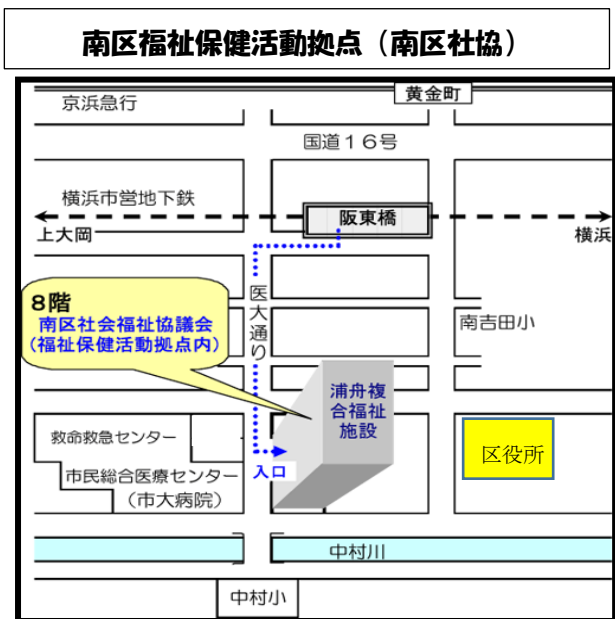 南区福祉保健活動拠点（南区社協）
黄金町
京浜急行
国道１６号
横浜市営地下鉄
阪東橋
上大岡
横浜
医大通り
8階
南区社会福祉協議会
（福祉保健活動拠点内）
南吉田小
浦舟複
合福祉
施設
救命救急センター
区役所
入口
市民総合医療センター
（市大病院）
中村川
中村小